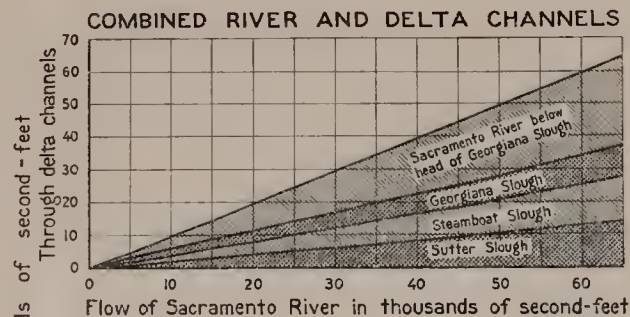 COMBINED RIVER AND DELTA CHANNELS
of second-feet
Through delta channels
70
60
50
40
30
20
10
0
Sacramento River below
head of Georgiana Slough
Georgiana Slough
Steamboat Slough
Sutter Slough
0 10 20 30 40 50 60
Flow of Sacramento River in thousands of second-feet